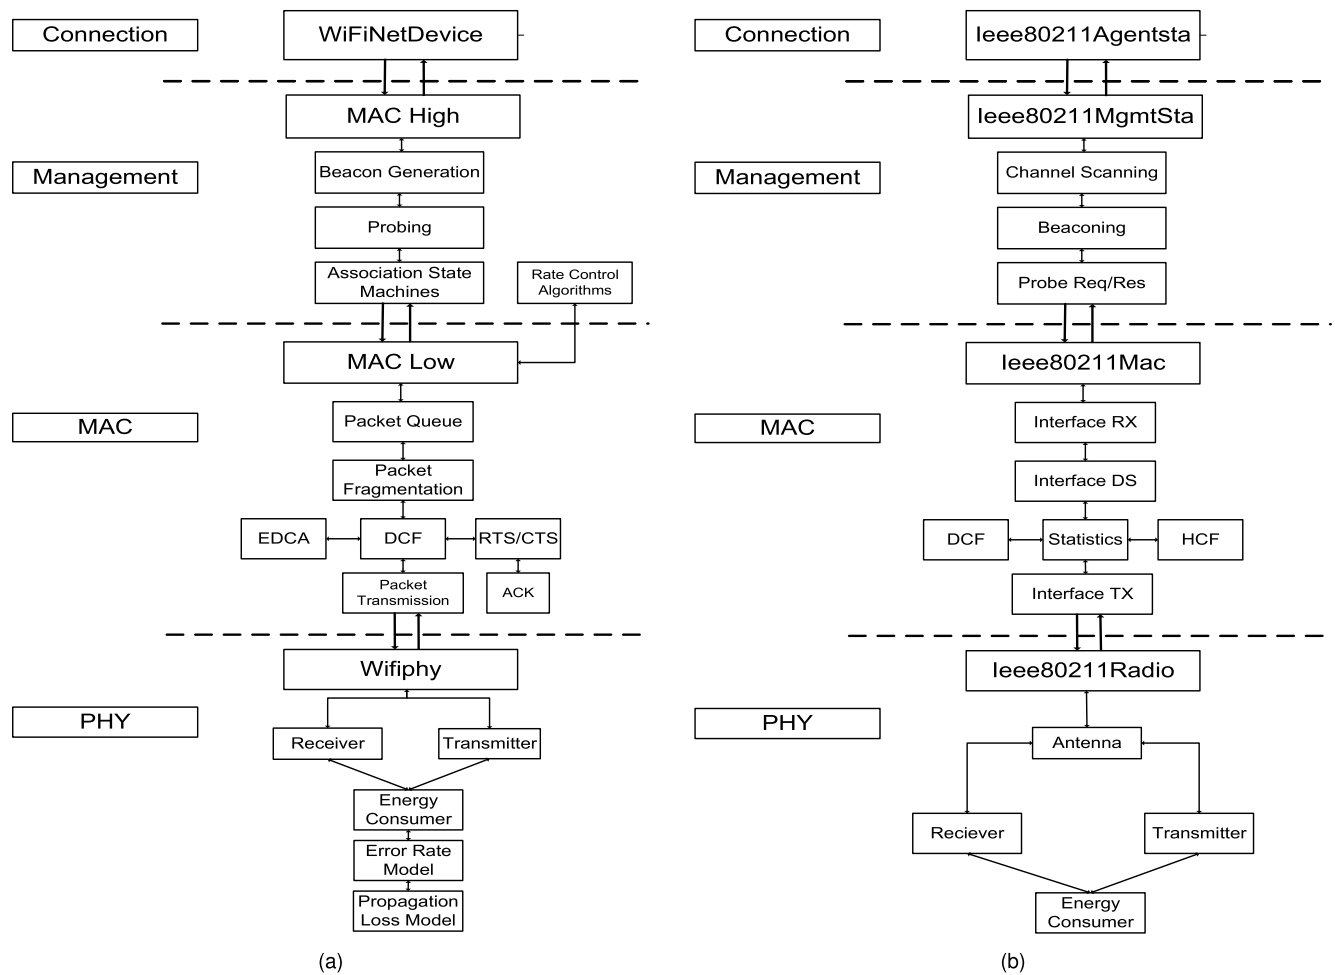 Connection
WiFiNetDevice
MAC High
Management
Beacon Generation
Probing
Association State
Machines
Rate Control
Algorithms
MAC Low
MAC
Packet Queue
Packet
Fragmentation
EDCA
DCF
RTS/CTS
Packet
Transmission
ACK
Wifiphy
PHY
Receiver
Transmitter
Energy
Consumer
Error Rate
Model
Propagation
Loss Model
(a)
Connection
Ieee80211Agentsta
Ieee80211MgmtSta
Management
Channel Scanning
Beaconing
Probe Req/Res
Ieee80211Mac
MAC
Interface RX
Interface DS
DCF
Statistics
HCF
Interface TX
Ieee80211Radio
PHY
Antenna
Reciever
Transmitter
Energy
Consumer
(b)